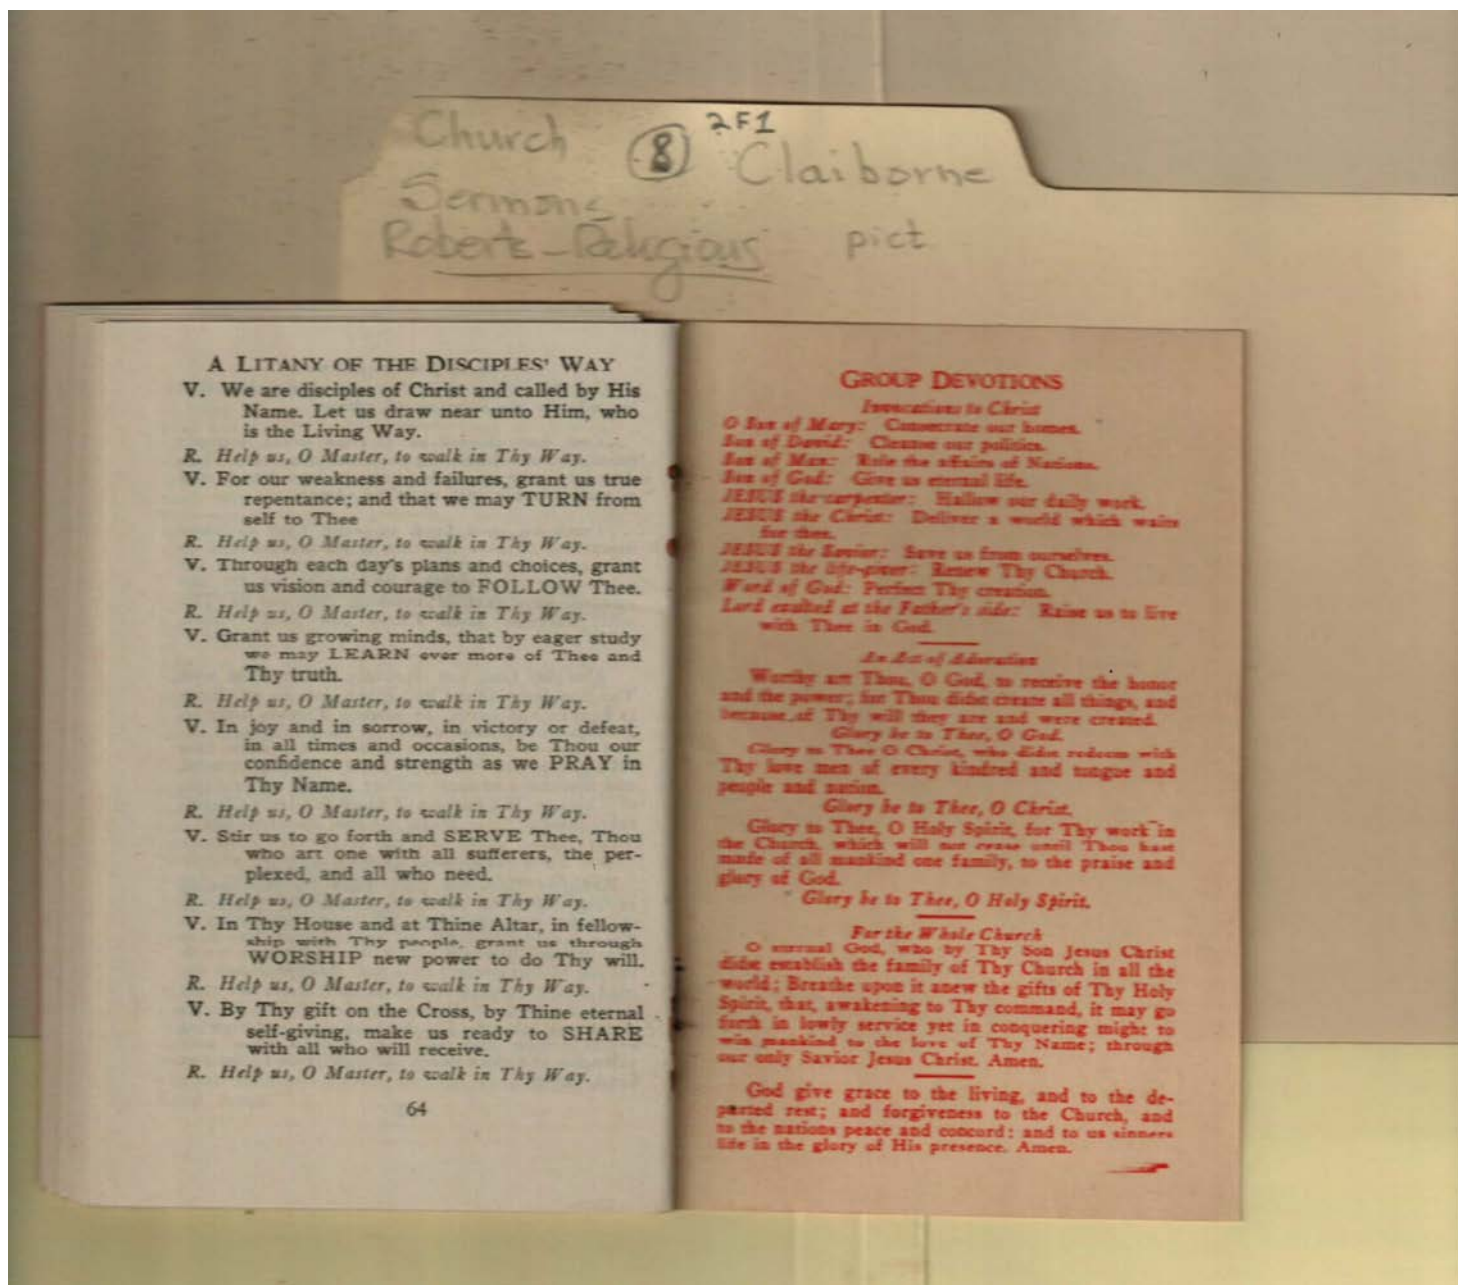 Church 8 2F1 Claiborne
Sermons
Roberts-Religious pict.
A LITANY OF THE DISCIPLES' WAY
V. We are disciples of Christ and called by His
Name. Let us draw near unto Him, who
is the Living Way.
R. Help us, O Master, to walk in Thy Way.
V. For our weakness and failures, grant us true
repentance; and that we may TURN from
self to Thee
R. Help us, O Master, to walk in Thy Way.
V. Through each day's plans and choices, grant
us vision and courage to FOLLOW Thee.
R. Help us, O Master, to walk in Thy Way.
V. Grant us growing minds, that by eager study
we may LEARN ever more of Thee and
Thy truth.
R. Help us, O Master, to walk in Thy Way.
V. In joy and in sorrow, in victory or defeat,
in all times and occasions, be Thou our
confidence and strength as we PRAY in
Thy Name.
R. Help us, O Master, to walk in Thy Way.
V. Stir us to go forth and SERVE Thee, Thou
who art one with all sufferers, the per-
plexed, and all who need.
R. Help us, O Master, to walk in Thy Way.
V. In Thy House and at Thine Altar, in fellow-
ship with Thy people, grant us through
WORSHIP new power to do Thy will.
R. Help us, O Master, to walk in Thy Way.
V. By Thy gift on the Cross, by Thine eternal
self-giving, make us ready to SHARE
with all who will receive.
R. Help us, O Master, to walk in Thy Way.
64
GROUP DEVOTIONS
Invocations to Christ
O Son of Mary: Consecrate our homes.
Son of David: Cleanse our politics.
Son of Man: Rule the affairs of Nations.
Son of God: Give us eternal life.
JESUS the carpenter: Hallow our daily work.
JESUS the Christ: Deliver a world which waits
for thee.
JESUS the Savior: Save us from ourselves.
JESUS the life-giver: Renew Thy Church.
Word of God: Perfect Thy creation.
Lord exalted at the Father's side: Raise us to live
with Thee in God.
An Act of Adoration
Worthy art Thou, O God, to receive the honor
and the power; for Thou didst create all things, and
because of Thy will they are and were created.
Glory be to Thee, O God.
Glory to Thee O Christ, who didst redeem with
Thy love men of every kindred and tongue and
people and nation.
Glory be to Thee, O Christ.
Glory to Thee, O Holy Spirit, for Thy work in
the Church, which will not cease until Thou hast
made of all mankind one family, to the praise and
glory of God.
Glory be to Thee, O Holy Spirit.
For the Whole Church
O eternal God, who by Thy Son Jesus Christ
didst establish the family of Thy Church in all the
world; Breathe upon it anew the gifts of Thy Holy
Spirit, that, awakening to Thy command, it may go
forth in lowly service yet in conquering might to
win mankind to the love of Thy Name; through
our only Savior Jesus Christ. Amen.
God give grace to the living, and to the de-
parted rest; and forgiveness to the Church, and
to the nations peace and concord; and to us sinners
life in the glory of His presence. Amen.